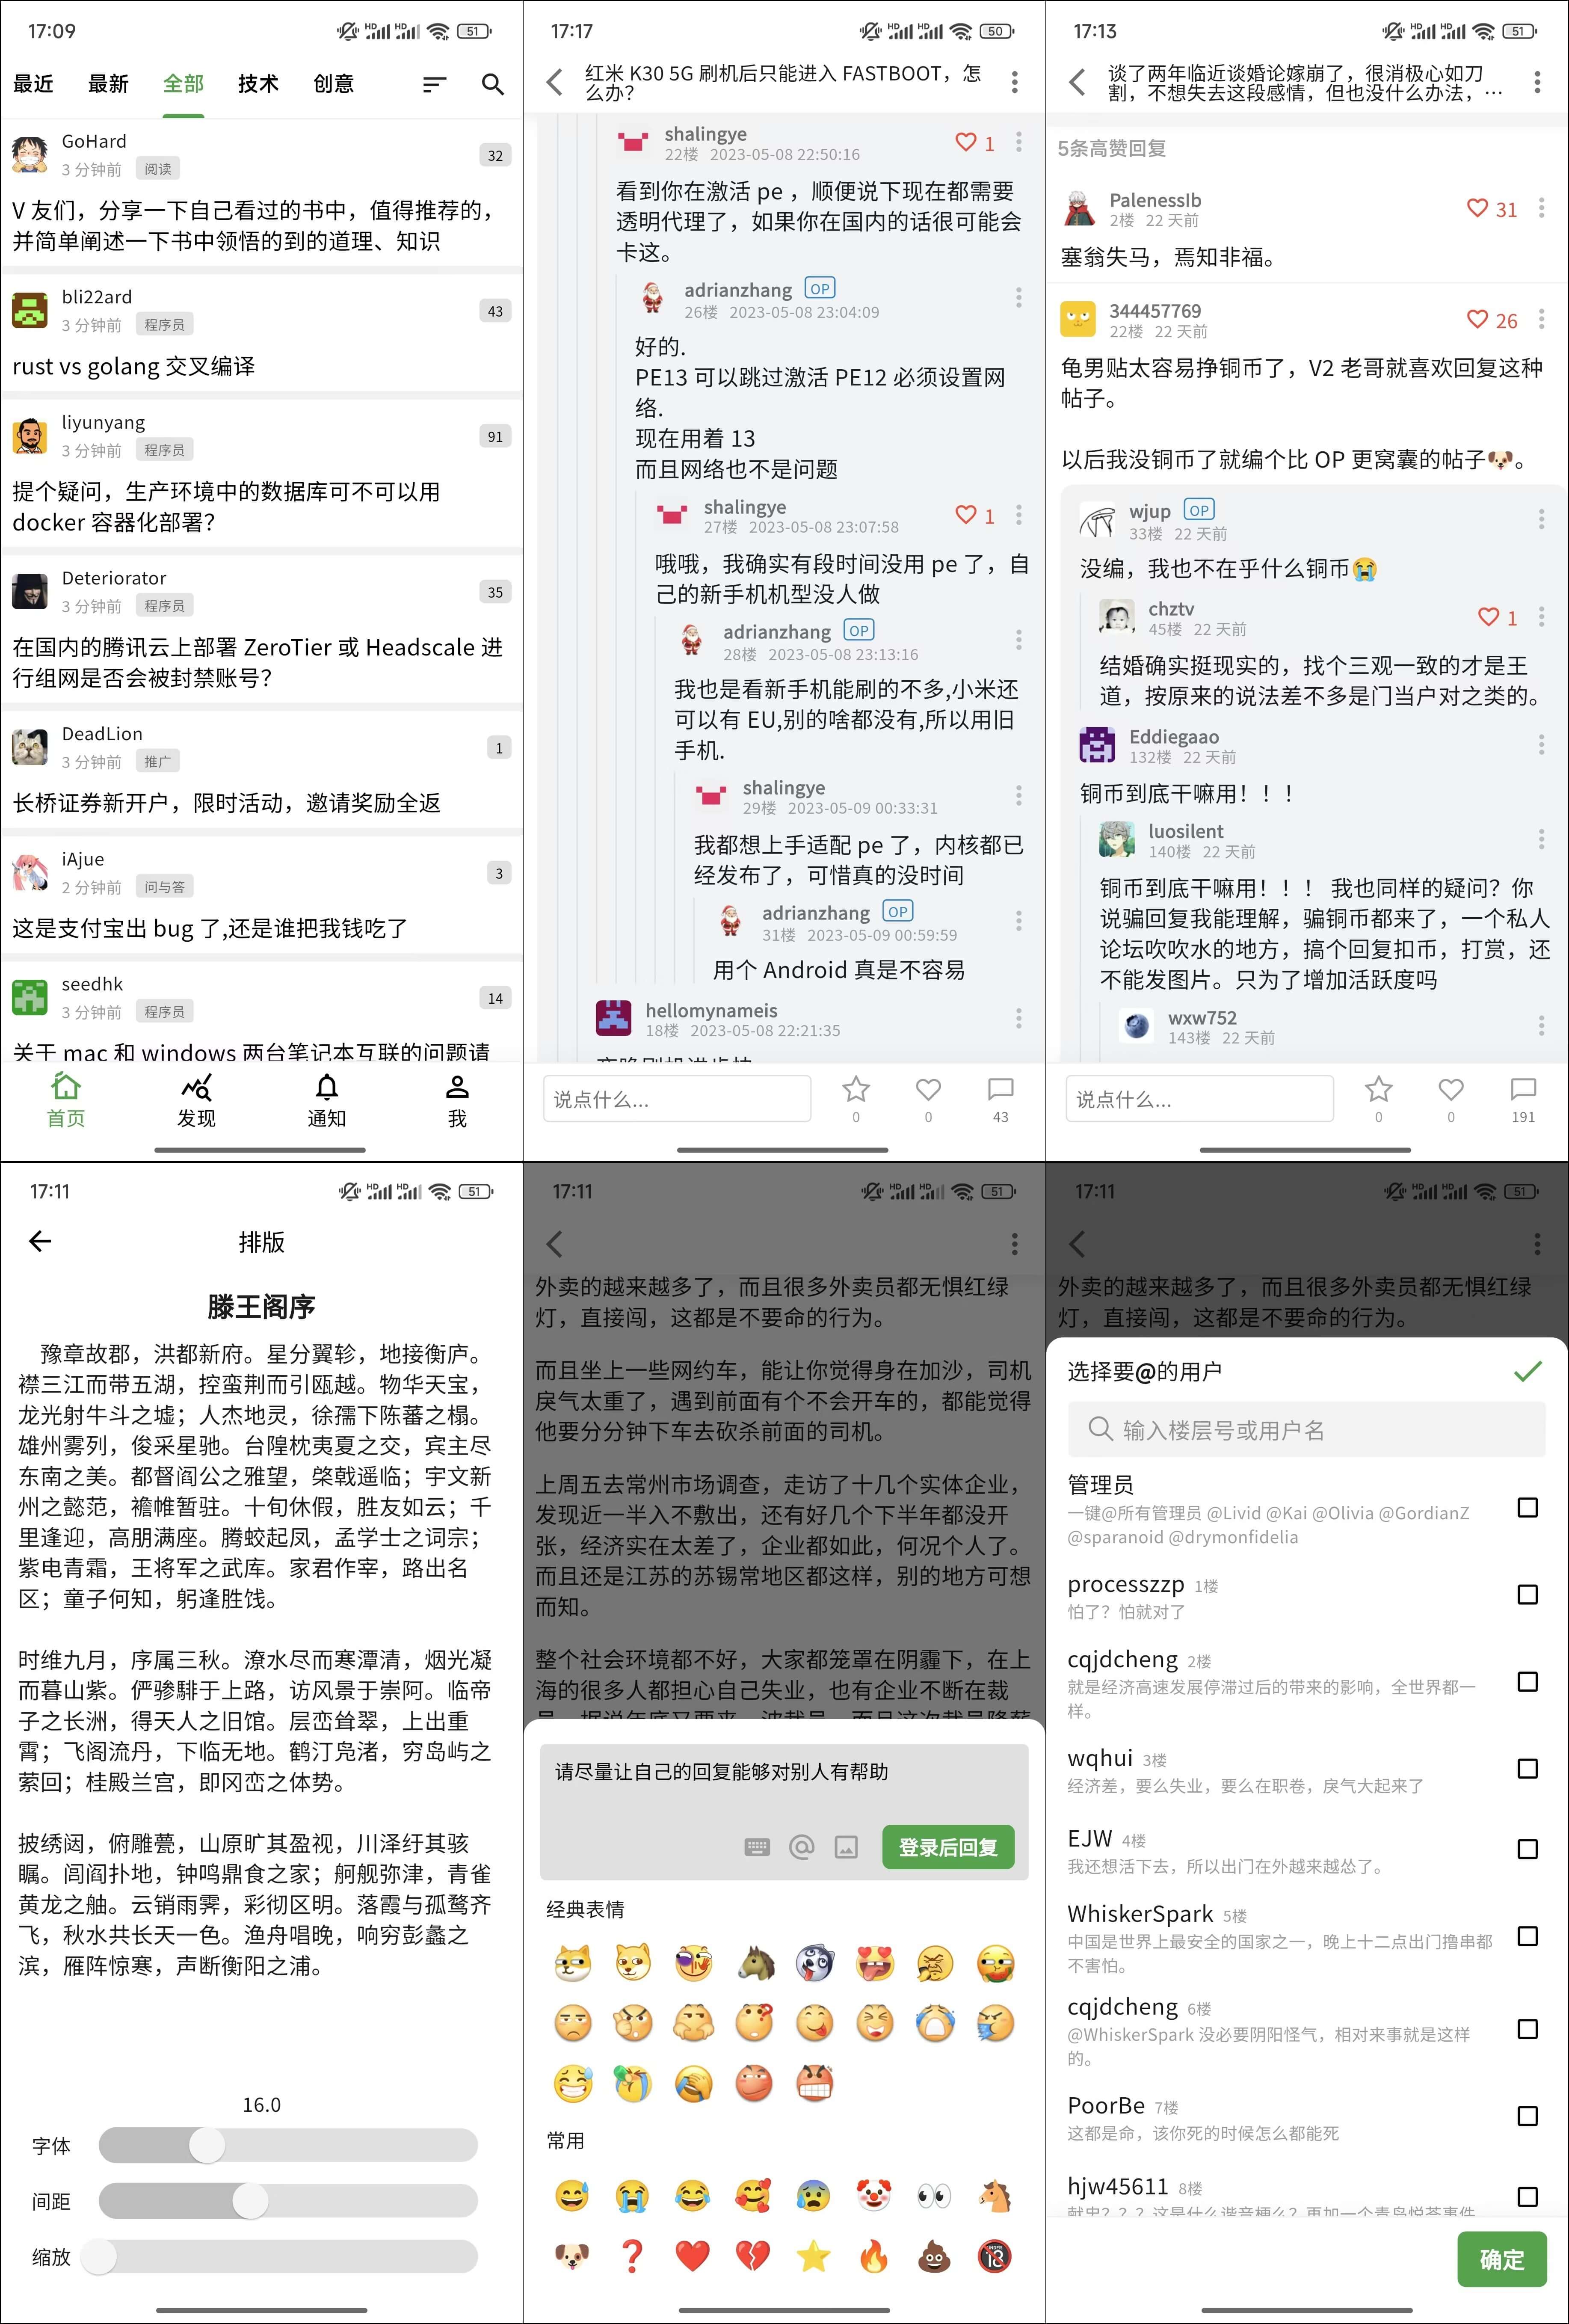 17:09
HD HD 51
最近 最新 全部 技术 创意
GoHard
3 分钟前 阅读
32
V 友们，分享一下自己看过的书中，值得推荐的，
并简单阐述一下书中领悟的到的道理、知识
bli22ard
3 分钟前 程序员
43
rust vs golang 交叉编译
liyunyang
3 分钟前 程序员
91
提个疑问，生产环境中的数据库可不可以用
docker 容器化部署？
Deteriorator
3 分钟前 程序员
35
在国内的腾讯云上部署 ZeroTier 或 Headscale 进
行组网是否会被封禁账号？
DeadLion
3 分钟前 推广
1
长桥证券新开户，限时活动，邀请奖励全返
iAjue
2 分钟前 问与答
3
这是支付宝出 bug 了,还是谁把我钱吃了
seedhk
3 分钟前 程序员
14
关于 mac 和 windows 两台笔记本互联的问题请
首页 发现 通知 我
17:17
HD HD 50
红米 K30 5G 刷机后只能进入 FASTBOOT，怎
么办？
shalingye
22楼 2023-05-08 22:50:16
1
看到你在激活 pe ，顺便说下现在都需要
透明代理了，如果你在国内的话很可能会
卡这。
adrianzhang OP
26楼 2023-05-08 23:04:09
好的.
PE13 可以跳过激活 PE12 必须设置网
络.
现在用着 13
而且网络也不是问题
shalingye
27楼 2023-05-08 23:07:58
1
哦哦，我确实有段时间没用 pe 了，自
己的新手机机型没人做
adrianzhang OP
28楼 2023-05-08 23:13:16
我也是看新手机能刷的不多,小米还
可以有 EU,别的啥都没有,所以用旧
手机.
shalingye
29楼 2023-05-09 00:33:31
我都想上手适配 pe 了，内核都已
经发布了，可惜真的没时间
adrianzhang OP
31楼 2023-05-09 00:59:59
用个 Android 真是不容易
hellomynameis
18楼 2023-05-08 22:21:35
说点什么...
0 0 43
17:13
HD HD 51
谈了两年临近谈婚论嫁崩了，很消极心如刀
割，不想失去这段感情，但也没什么办法，…
5条高赞回复
PalenessIb
2楼 22 天前
31
塞翁失马，焉知非福。
344457769
22楼 22 天前
26
龟男贴太容易挣铜币了，V2 老哥就喜欢回复这种
帖子。
以后我没铜币了就编个比 OP 更窝囊的帖子🐶。
wjup OP
33楼 22 天前
没编，我也不在乎什么铜币😭
chztv
45楼 22 天前
1
结婚确实挺现实的，找个三观一致的才是王
道，按原来的说法差不多是门当户对之类的。
Eddiegaao
132楼 22 天前
铜币到底干嘛用！！！
luosilent
140楼 22 天前
铜币到底干嘛用！！！ 我也同样的疑问？你
说骗回复我能理解，骗铜币都来了，一个私人
论坛吹吹水的地方，搞个回复扣币，打赏，还
不能发图片。只为了增加活跃度吗
wxw752
143楼 22 天前
说点什么...
0 0 191
17:11
HD HD 51
排版
滕王阁序
豫章故郡，洪都新府。星分翼轸，地接衡庐。
襟三江而带五湖，控蛮荆而引瓯越。物华天宝，
龙光射牛斗之墟；人杰地灵，徐孺下陈蕃之榻。
雄州雾列，俊采星驰。台隍枕夷夏之交，宾主尽
东南之美。都督阎公之雅望，棨戟遥临；宇文新
州之懿范，襜帷暂驻。十旬休假，胜友如云；千
里逢迎，高朋满座。腾蛟起凤，孟学士之词宗；
紫电青霜，王将军之武库。家君作宰，路出名
区；童子何知，躬逢胜饯。
时维九月，序属三秋。潦水尽而寒潭清，烟光凝
而暮山紫。俨骖騑于上路，访风景于崇阿。临帝
子之长洲，得天人之旧馆。层峦耸翠，上出重
霄；飞阁流丹，下临无地。鹤汀凫渚，穷岛屿之
萦回；桂殿兰宫，即冈峦之体势。
披绣闼，俯雕甍，山原旷其盈视，川泽纡其骇
瞩。闾阎扑地，钟鸣鼎食之家；舸舰弥津，青雀
黄龙之舳。云销雨霁，彩彻区明。落霞与孤鹜齐
飞，秋水共长天一色。渔舟唱晚，响穷彭蠡之
滨，雁阵惊寒，声断衡阳之浦。
16.0
字体
间距
缩放
17:11
HD HD 51
外卖的越来越多了，而且很多外卖员都无惧红绿
灯，直接闯，这都是不要命的行为。
而且坐上一些网约车，能让你觉得身在加沙，司机
戾气太重了，遇到前面有个不会开车的，都能觉得
他要分分钟下车去砍杀前面的司机。
上周五去常州市场调查，走访了十几个实体企业，
发现近一半入不敷出，还有好几个下半年都没开
张，经济实在太差了，企业都如此，何况个人了。
而且还是江苏的苏锡常地区都这样，别的地方可想
而知。
整个社会环境都不好，大家都笼罩在阴霾下，在上
海的很多人都担心自己失业，也有企业不断在裁
请尽量让自己的回复能够对别人有帮助
登录后回复
经典表情
常用
17:11
HD HD 51
外卖的越来越多了，而且很多外卖员都无惧红绿
灯，直接闯，这都是不要命的行为。
选择要@的用户
输入楼层号或用户名
管理员
一键@所有管理员 @Livid @Kai @Olivia @GordianZ
@sparanoid @drymonfidelia
processzzp 1楼
怕了？怕就对了
cqjdcheng 2楼
就是经济高速发展停滞过后的带来的影响，全世界都一
样。
wqhui 3楼
经济差，要么失业，要么在职卷，戾气大起来了
EJW 4楼
我还想活下去，所以出门在外越来越怂了。
WhiskerSpark 5楼
中国是世界上最安全的国家之一，晚上十二点出门撸串都
不害怕。
cqjdcheng 6楼
@WhiskerSpark 没必要阴阳怪气，相对来事就是这样
的。
PoorBe 7楼
这都是命，该你死的时候怎么都能死
hjw45611 8楼
确定